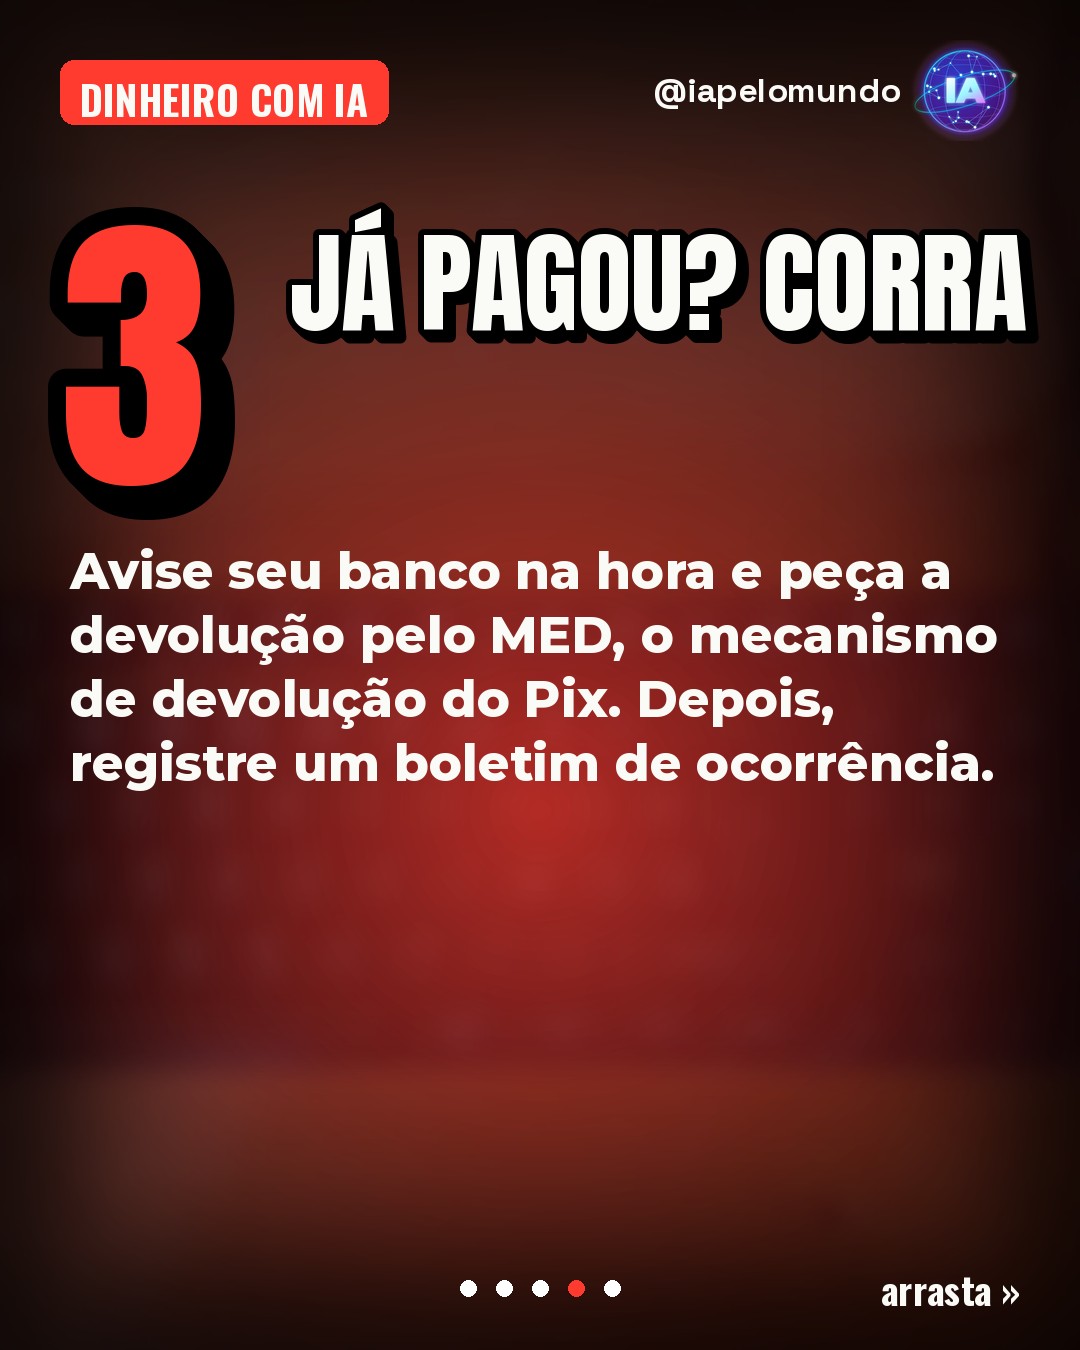 DINHEIRO COM IA
@iapelomundo
IA
3
JÁ PAGOU? CORRA
Avise seu banco na hora e peça a
devolução pelo MED, o mecanismo
de devolução do Pix. Depois,
registre um boletim de ocorrência.
arrasta »